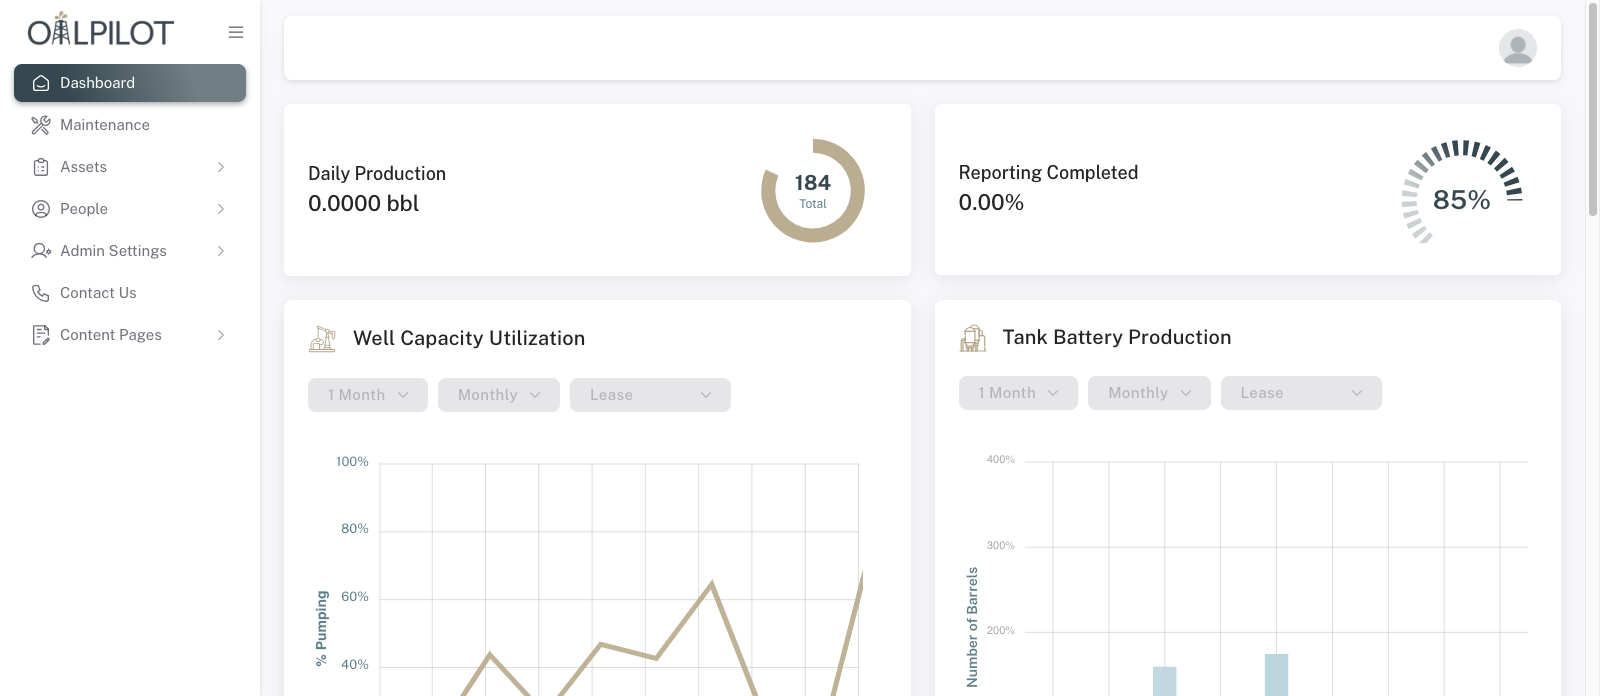 OILPILOT
Dashboard
Maintenance
Assets
People
Admin Settings
Contact Us
Content Pages
Daily Production
0.0000 bbl
184
Total
Reporting Completed
0.00%
85%
Well Capacity Utilization
1 Month
Monthly
Lease
100%
80%
60%
40%
% Pumping
Tank Battery Production
1 Month
Monthly
Lease
400%
300%
200%
Number of Barrels